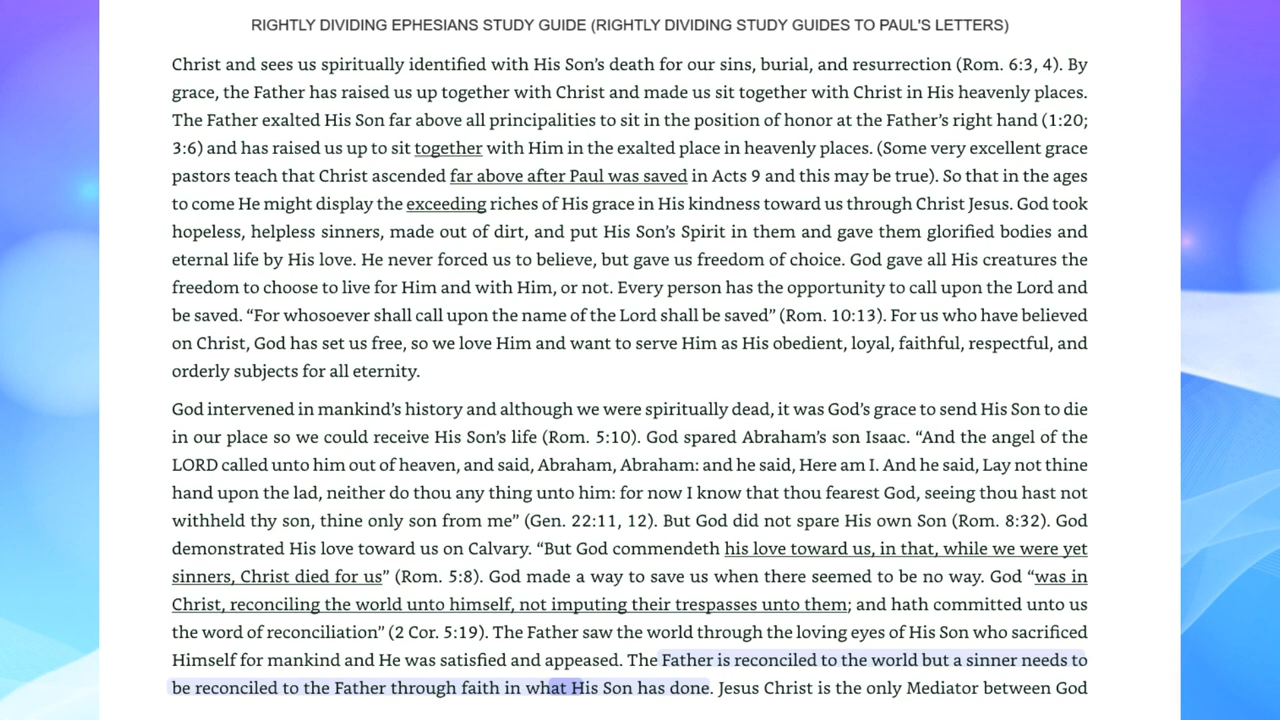 RIGHTLY DIVIDING EPHESIANS STUDY GUIDE (RIGHTLY DIVIDING STUDY GUIDES TO PAUL'S LETTERS)
Christ and sees us spiritually identified with His Son’s death for our sins, burial, and resurrection (Rom. 6:3, 4). By
grace, the Father has raised us up together with Christ and made us sit together with Christ in His heavenly places.
The Father exalted His Son far above all principalities to sit in the position of honor at the Father’s right hand (1:20;
3:6) and has raised us up to sit together with Him in the exalted place in heavenly places. (Some very excellent grace
pastors teach that Christ ascended far above after Paul was saved in Acts 9 and this may be true). So that in the ages
to come He might display the exceeding riches of His grace in His kindness toward us through Christ Jesus. God took
hopeless, helpless sinners, made out of dirt, and put His Son’s Spirit in them and gave them glorified bodies and
eternal life by His love. He never forced us to believe, but gave us freedom of choice. God gave all His creatures the
freedom to choose to live for Him and with Him, or not. Every person has the opportunity to call upon the Lord and
be saved. “For whosoever shall call upon the name of the Lord shall be saved” (Rom. 10:13). For us who have believed
on Christ, God has set us free, so we love Him and want to serve Him as His obedient, loyal, faithful, respectful, and
orderly subjects for all eternity.
God intervened in mankind’s history and although we were spiritually dead, it was God’s grace to send His Son to die
in our place so we could receive His Son’s life (Rom. 5:10). God spared Abraham’s son Isaac. “And the angel of the
LORD called unto him out of heaven, and said, Abraham, Abraham: and he said, Here am I. And he said, Lay not thine
hand upon the lad, neither do thou any thing unto him: for now I know that thou fearest God, seeing thou hast not
withheld thy son, thine only son from me” (Gen. 22:11, 12). But God did not spare His own Son (Rom. 8:32). God
demonstrated His love toward us on Calvary. “But God commendeth his love toward us, in that, while we were yet
sinners, Christ died for us” (Rom. 5:8). God made a way to save us when there seemed to be no way. God “was in
Christ, reconciling the world unto himself, not imputing their trespasses unto them; and hath committed unto us
the word of reconciliation” (2 Cor. 5:19). The Father saw the world through the loving eyes of His Son who sacrificed
Himself for mankind and He was satisfied and appeased. The Father is reconciled to the world but a sinner needs to
be reconciled to the Father through faith in what His Son has done. Jesus Christ is the only Mediator between God